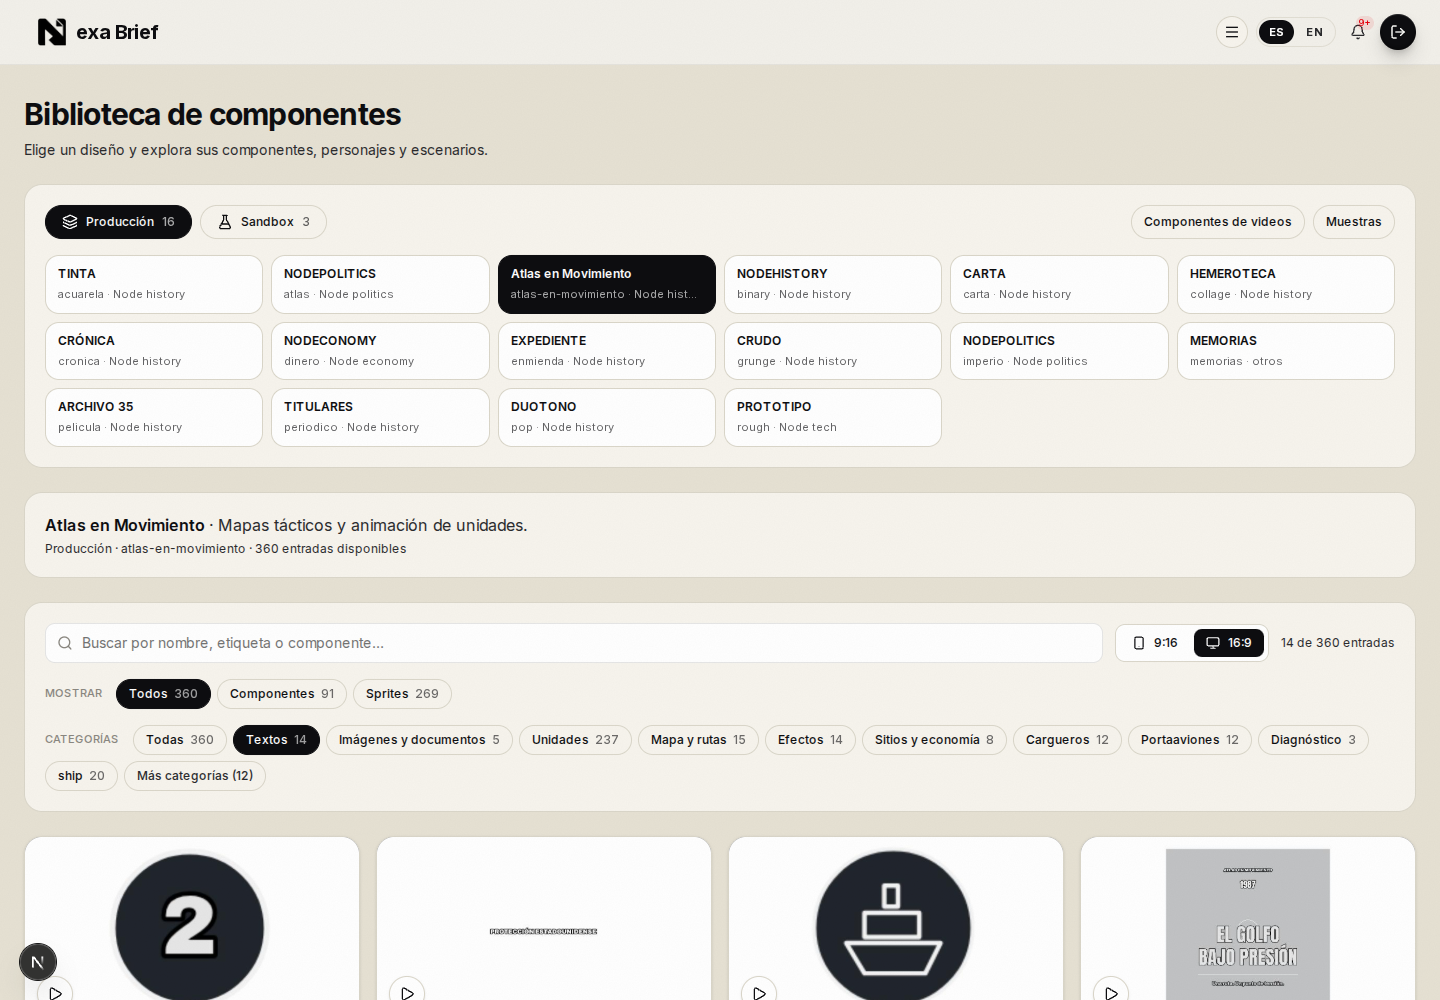 exa Brief
ES EN
9+
Biblioteca de componentes
Elige un diseño y explora sus componentes, personajes y escenarios.
Producción 16
Sandbox 3
Componentes de videos
Muestras
TINTA
acuarela · Node history
NODEPOLITICS
atlas · Node politics
Atlas en Movimiento
atlas-en-movimiento · Node hist...
NODEHISTORY
binary · Node history
CARTA
carta · Node history
HEMEROTECA
collage · Node history
CRÓNICA
cronica · Node history
NODECONOMY
dinero · Node economy
EXPEDIENTE
enmienda · Node history
CRUDO
grunge · Node history
NODEPOLITICS
imperio · Node politics
MEMORIAS
memorias · otros
ARCHIVO 35
pelicula · Node history
TITULARES
periodico · Node history
DUOTONO
pop · Node history
PROTOTIPO
rough · Node tech
Atlas en Movimiento · Mapas tácticos y animación de unidades.
Producción · atlas-en-movimiento · 360 entradas disponibles
Buscar por nombre, etiqueta o componente...
9:16
16:9
14 de 360 entradas
MOSTRAR Todos 360 Componentes 91 Sprites 269
CATEGORÍAS Todas 360 Textos 14 Imágenes y documentos 5 Unidades 237 Mapa y rutas 15 Efectos 14 Sitios y economía 8 Cargueros 12 Portaaviones 12 Diagnóstico 3
ship 20 Más categorías (12)
2
PROTECCIÓN ESTADOUNIDENSE
ATLAS EN MOVIMIENTO
1987
EL GOLFO
BAJO PRESIÓN